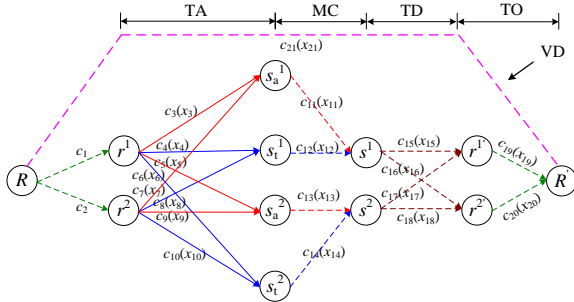 TA MC TD TO
c21(x21)
VD
sa1
c3(x3)
c11(x11)
c1
r1
c4(x4)
c5(x5)
c6(x6)
c7(x7)
st1
c12(x12)
s1
c15(x15)
c16(x16)
r1'
c19(x19)
R
R'
c2
r2
c8(x8)
c9(x9)
sa2
c13(x13)
s2
c17(x17)
c18(x18)
r2'
c20(x20)
c10(x10)
c14(x14)
st2